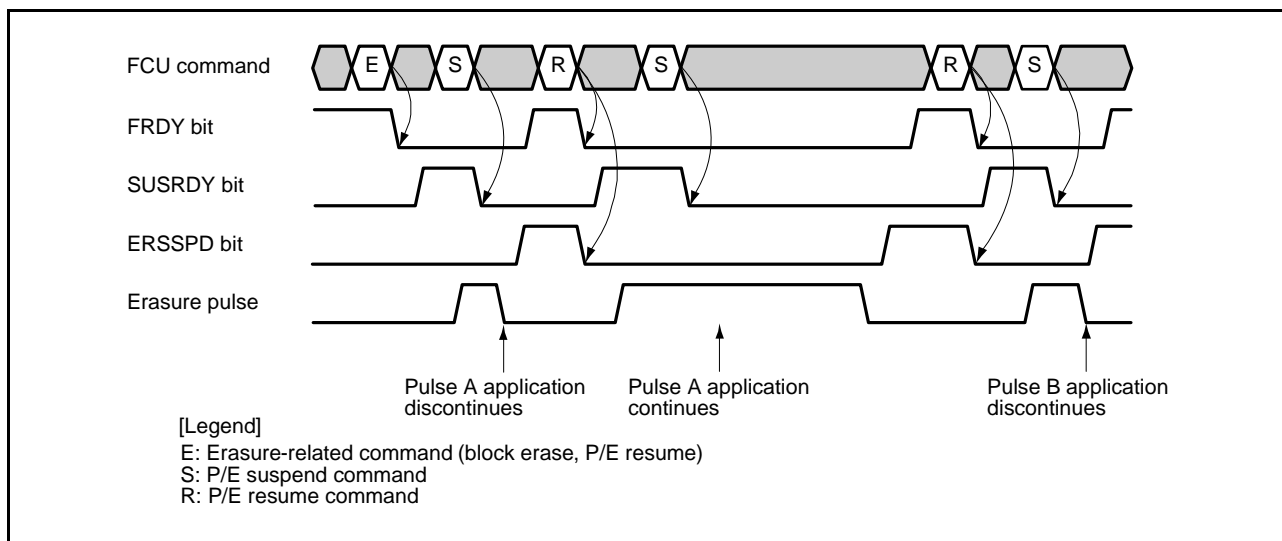 FCU command E S R S R S
FRDY bit
SUSRDY bit
ERSSPD bit
Erasure pulse
Pulse A application discontinues
Pulse A application continues
Pulse B application discontinues
[Legend]
E: Erasure-related command (block erase, P/E resume)
S: P/E suspend command
R: P/E resume command